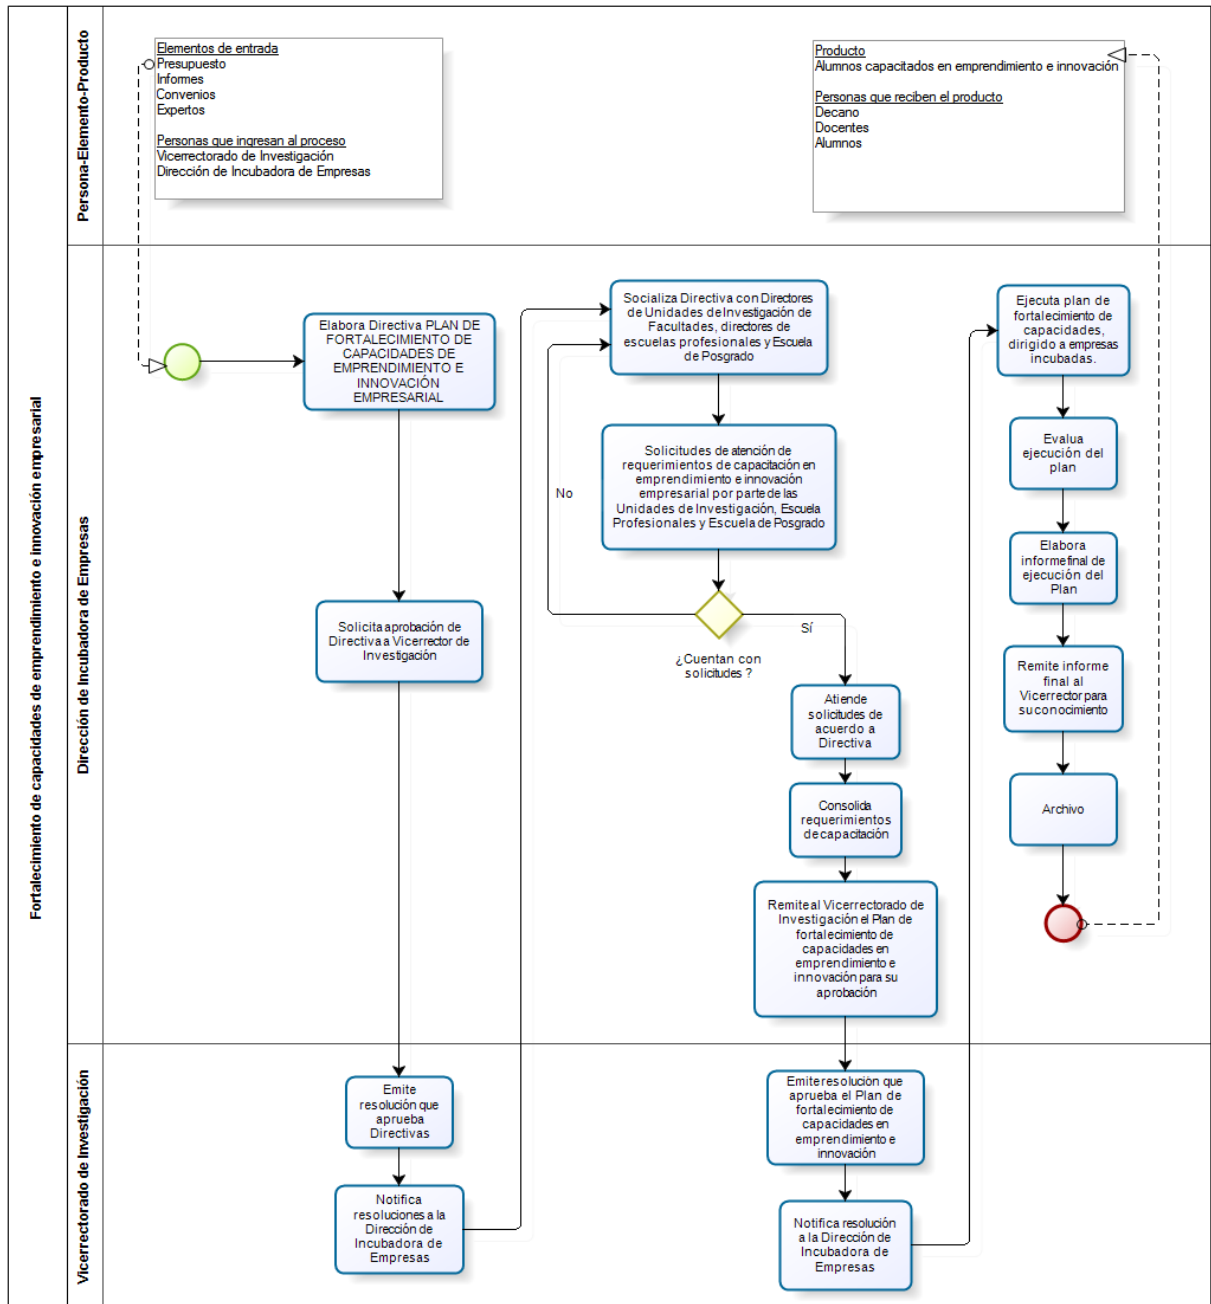 Fortalecimiento de capacidades de emprendimiento e innovación empresarial
Persona-Elemento-Producto
Elementos de entrada
Presupuesto
Informes
Convenios
Expertos
Personas que ingresan al proceso
Vicerrectorado de Investigación
Dirección de Incubadora de Empresas
Producto
Alumnos capacitados en emprendimiento e innovación
Personas que reciben el producto
Decano
Docentes
Alumnos
Dirección de Incubadora de Empresas
Elabora Directiva PLAN DE
FORTALECIMIENTO DE
CAPACIDADES DE
EMPRENDIMIENTO E
INNOVACIÓN
EMPRESARIAL
Solicita aprobación de
Directiva a Vicerrector de
Investigación
Socializa Directiva con Directores
de Unidades de Investigación de
Facultades, directores de
escuelas profesionales y Escuela
de Posgrado
Solicitudes de atención de
requerimientos de capacitación en
emprendimiento e innovación
empresarial por parte de las
Unidades de Investigación, Escuela
Profesionales y Escuela de Posgrado
No
Sí
¿Cuentan con
solicitudes ?
Atiende
solicitudes de
acuerdo a
Directiva
Consolida
requerimientos
de capacitación
Remite al Vicerrectorado de
Investigación el Plan de
fortalecimiento de
capacidades en
emprendimiento e
innovación para su
aprobación
Ejecuta plan de
fortalecimiento de
capacidades,
dirigido a empresas
incubadas.
Evalua
ejecución del
plan
Elabora
informe final de
ejecución del
Plan
Remite informe
final al
Vicerrector para
su conocimiento
Archivo
Vicerrectorado de Investigación
Emite
resolución que
aprueba
Directivas
Notifica
resoluciones a la
Dirección de
Incubadora de
Empresas
Emite resolución que
aprueba el Plan de
fortalecimiento de
capacidades en
emprendimiento e
innovación
Notifica resolución
a la Dirección de
Incubadora de
Empresas